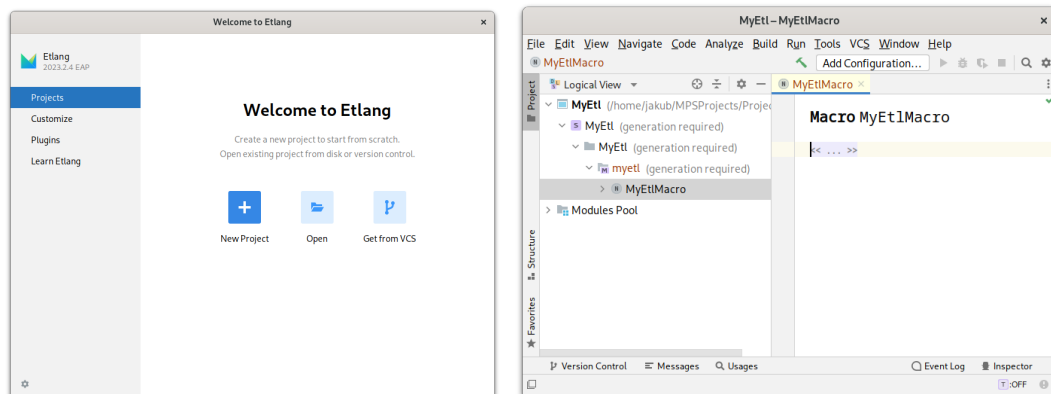 Welcome to Etlang
×
Etlang
2023.2.4 EAP
Projects
Customize
Plugins
Learn Etlang
Welcome to Etlang
Create a new project to start from scratch.
Open existing project from disk or version control.
New Project
Open
Get from VCS
MyEtl – MyEtlMacro
×
File Edit View Navigate Code Analyze Build Run Tools VCS Window Help
N MyEtlMacro
Add Configuration...
Project
Logical View
N MyEtlMacro ×
MyEtl (/home/jakub/MPSProjects/Projec
S MyEtl (generation required)
MyEtl (generation required)
myetl (generation required)
N MyEtlMacro
Modules Pool
Macro MyEtlMacro
<< ... >>
Structure
Favorites
Version Control
Messages
Usages
Event Log
Inspector
T :OFF